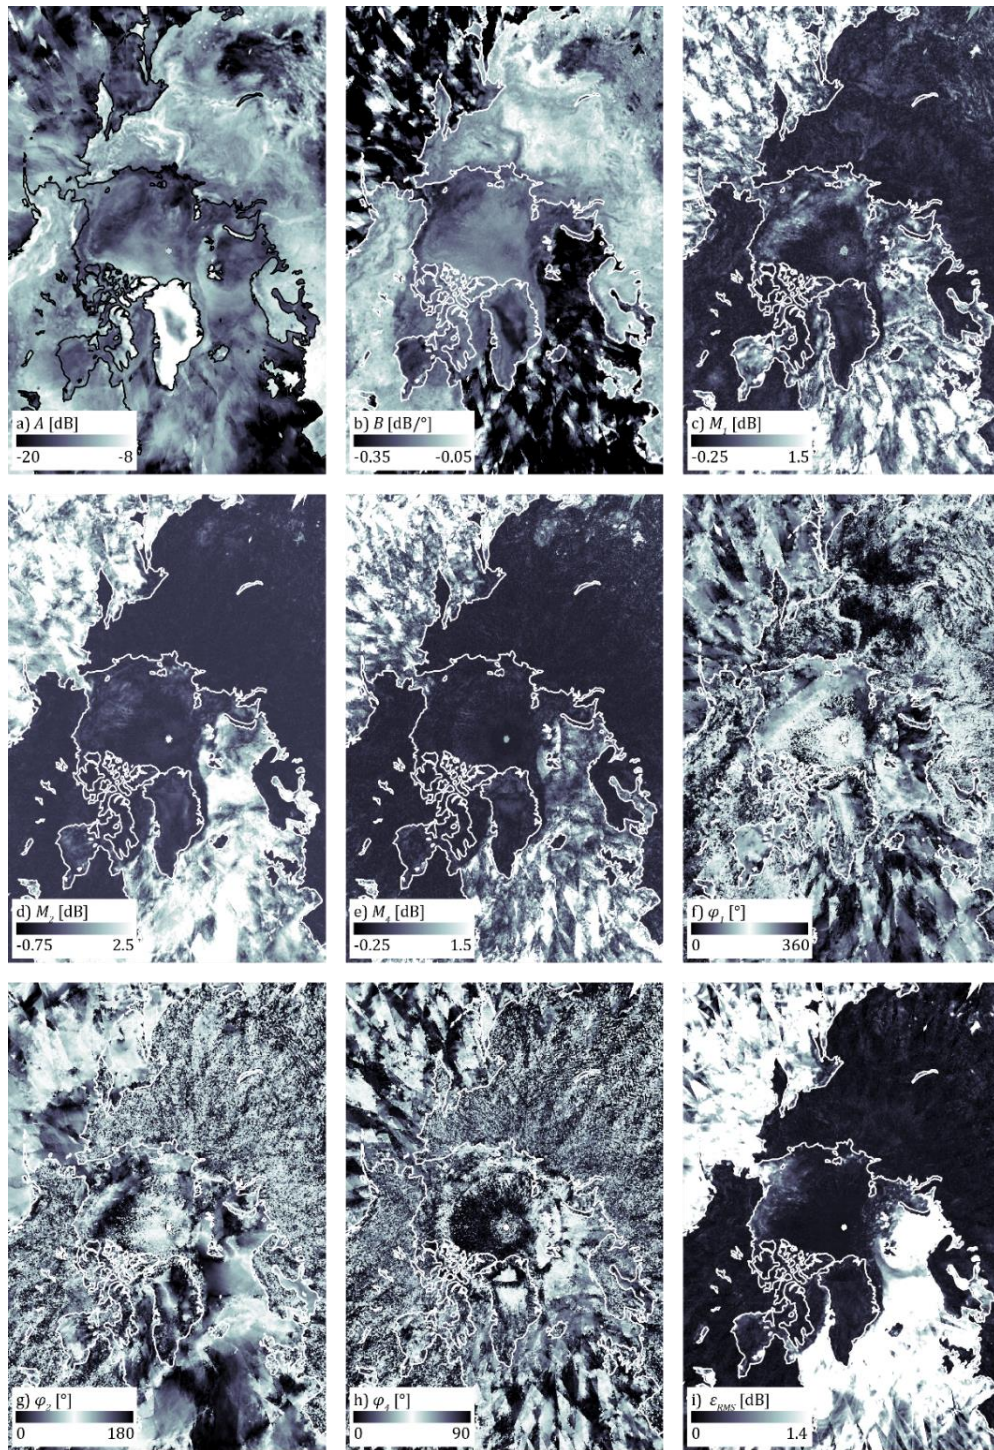 a) A [dB]
-20 -8
b) B [dB/°]
-0.35 -0.05
c) M₁ [dB]
-0.25 1.5
d) M₂ [dB]
-0.75 2.5
e) M₄ [dB]
-0.25 1.5
f) φ₁ [°]
0 360
g) φ₂ [°]
0 180
h) φ₄ [°]
0 90
i) ε_RMS [dB]
0 1.4